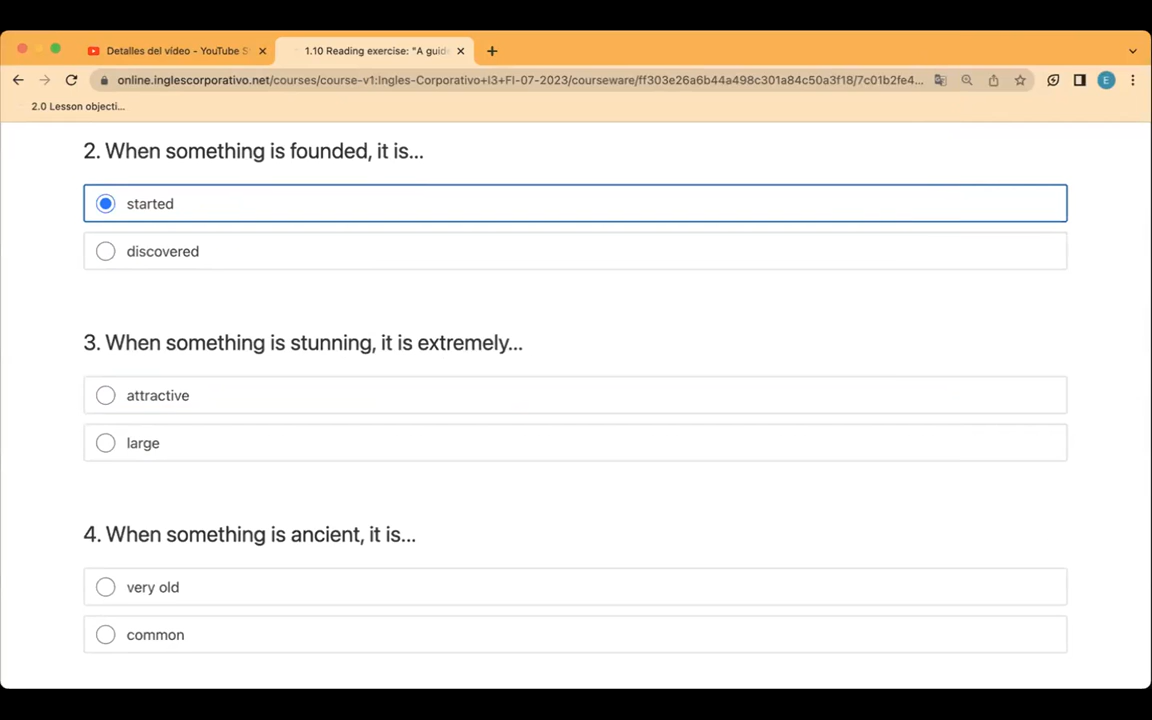 Detalles del vídeo - YouTube S
1.10 Reading exercise: "A guid
online.inglescorporativo.net/courses/course-v1:Ingles-Corporativo+I3+FI-07-2023/courseware/ff303e26a6b44a498c301a84c50a3f18/7c01b2fe4...
E
2.0 Lesson objecti...
2. When something is founded, it is...
started
discovered
3. When something is stunning, it is extremely...
attractive
large
4. When something is ancient, it is...
very old
common